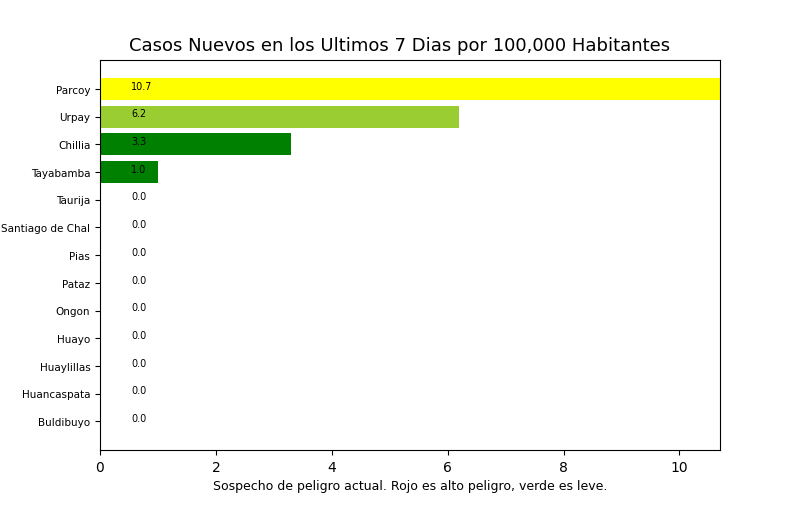 Casos Nuevos en los Ultimos 7 Dias por 100,000 Habitantes
Parcoy 10.7
Urpay 6.2
Chillia 3.3
Tayabamba 1.0
Taurija 0.0
Santiago de Chal 0.0
Pias 0.0
Pataz 0.0
Ongon 0.0
Huayo 0.0
Huaylillas 0.0
Huancaspata 0.0
Buldibuyo 0.0
0 2 4 6 8 10
Sospecho de peligro actual. Rojo es alto peligro, verde es leve.